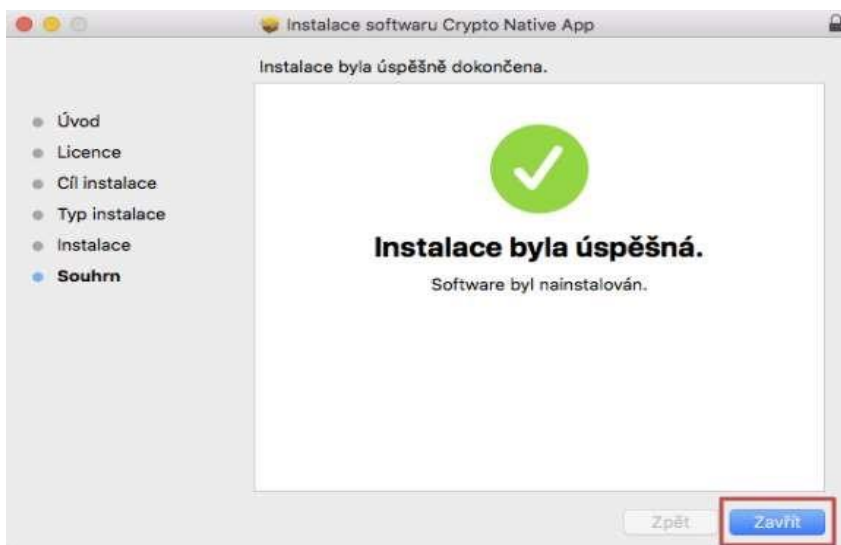 Instalace softwaru Crypto Native App
Instalace byla úspěšně dokončena.
Úvod
Licence
Cíl instalace
Typ instalace
Instalace
Souhrn
Instalace byla úspěšná.
Software byl nainstalován.
Zpět
Zavřít